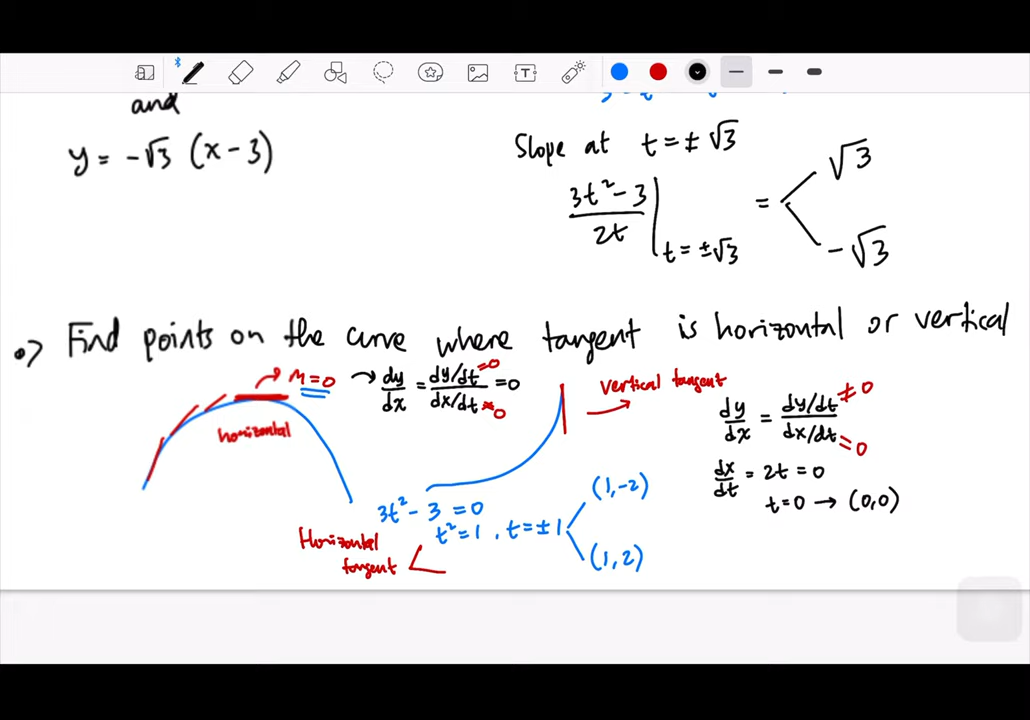 and
y = -√3 (x - 3)
Slope at t = ± √3
3t² - 3 / 2t | t = ±√3 = √3
- √3
Find points on the curve where tangent is horizontal or vertical
M = 0 → dy/dx = dy/dt =0 / dx/dt ≠0 = 0
horizontal
vertical tangent
dy/dx = dy/dt ≠ 0 / dx/dt = 0
dx/dt = 2t = 0
t = 0 → (0,0)
3t² - 3 = 0
t² = 1 , t = ± 1
(1, -2)
(1, 2)
Horizontal
tangent